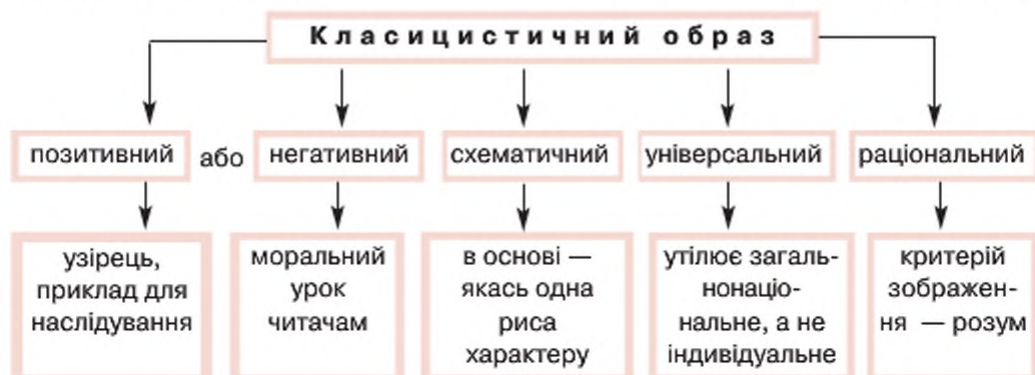 Класицистичний образ
позитивний або негативний схематичний універсальний раціональний
узірець,
приклад для
наслідування
моральний
урок
читачам
в основі —
якась одна
риса
характеру
утілює загаль-
нонаціо-
нальне, а не
індивідуальне
критерій
зображен-
ня — розум